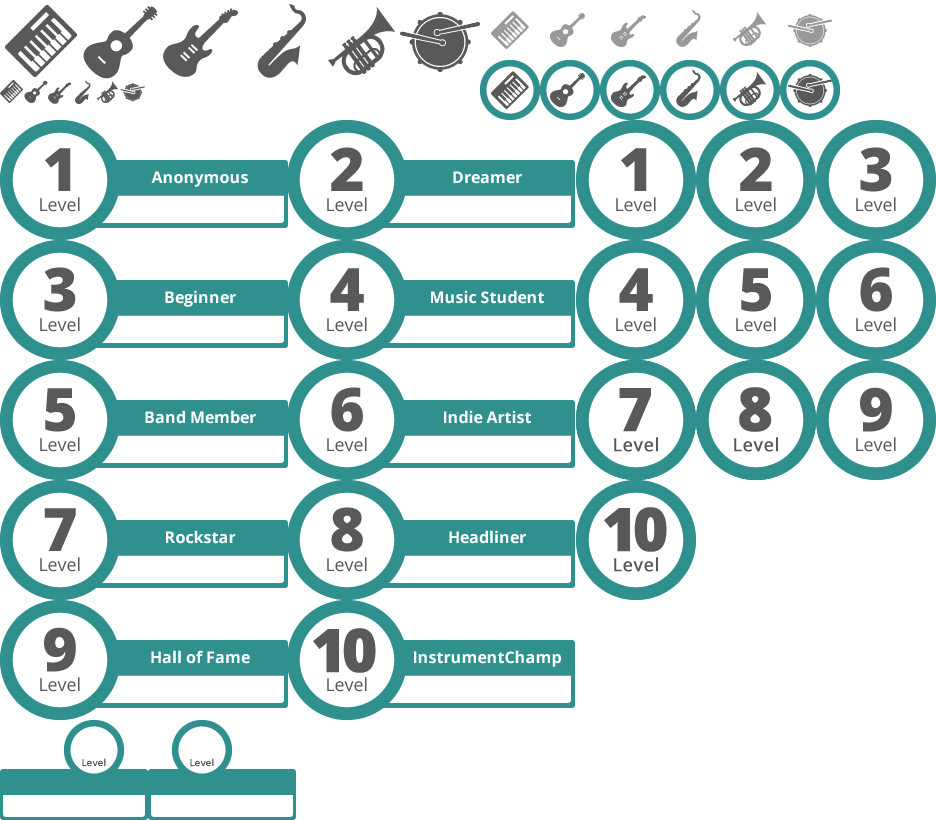 1
Level
Anonymous
2
Level
Dreamer
1
Level
2
Level
3
Level
3
Level
Beginner
4
Level
Music Student
4
Level
5
Level
6
Level
5
Level
Band Member
6
Level
Indie Artist
7
Level
8
Level
9
Level
7
Level
Rockstar
8
Level
Headliner
10
Level
9
Level
Hall of Fame
10
Level
InstrumentChamp
Level
Level